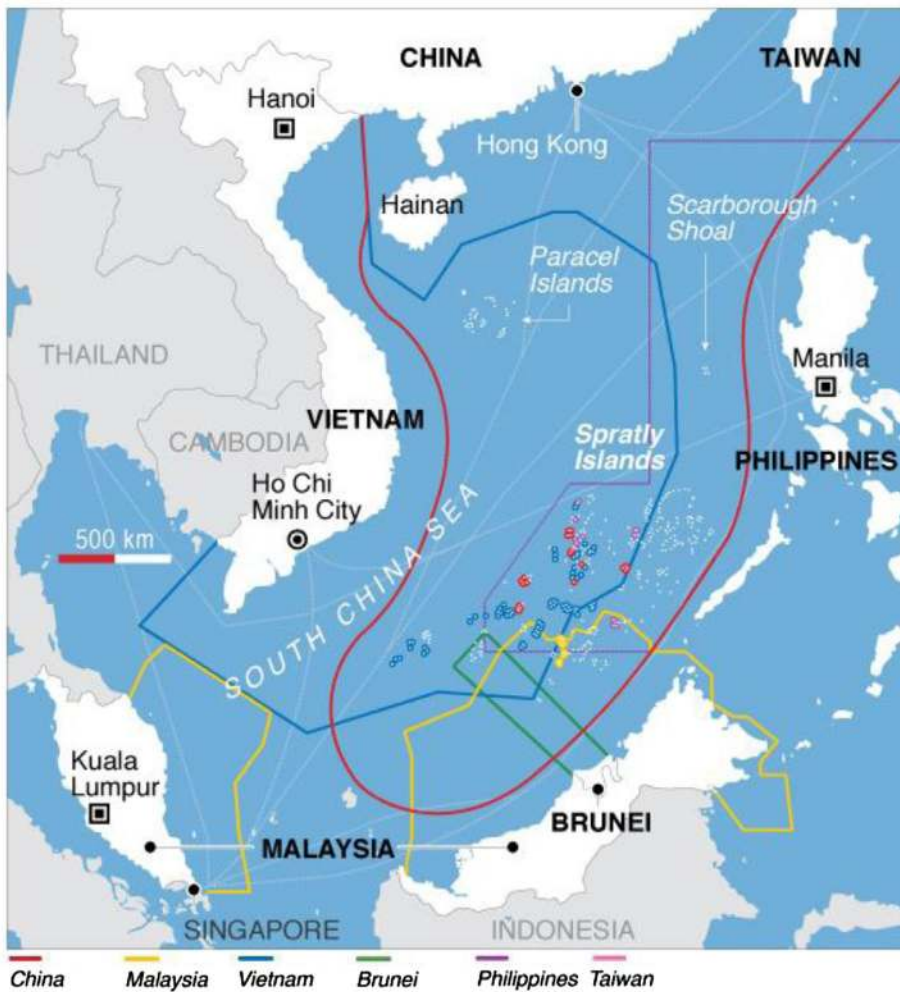 CHINA
TAIWAN
Hanoi
Hong Kong
Hainan
Scarborough
Shoal
Paracel
Islands
THAILAND
Manila
VIETNAM
CAMBODIA
Spratly
Islands
PHILIPPINES
Ho Chi
Minh City
500 km
SOUTH CHINA SEA
Kuala
Lumpur
BRUNEI
MALAYSIA
SINGAPORE
INDONESIA
China
Malaysia
Vietnam
Brunei
Philippines
Taiwan